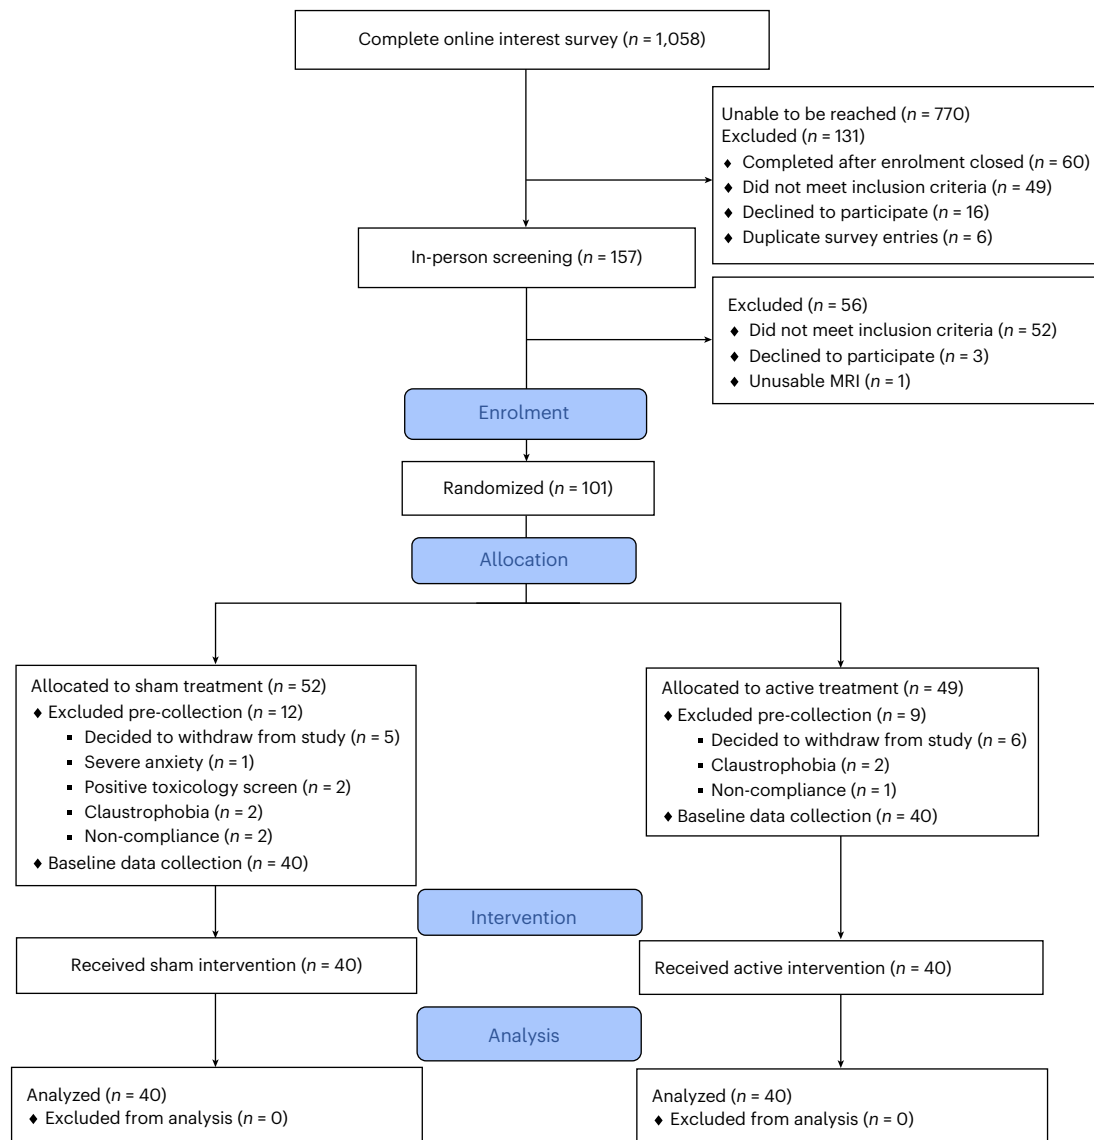 Complete online interest survey (n = 1,058)
Unable to be reached (n = 770)
Excluded (n = 131)
♦ Completed after enrolment closed (n = 60)
♦ Did not meet inclusion criteria (n = 49)
♦ Declined to participate (n = 16)
♦ Duplicate survey entries (n = 6)
In-person screening (n = 157)
Excluded (n = 56)
♦ Did not meet inclusion criteria (n = 52)
♦ Declined to participate (n = 3)
♦ Unusable MRI (n = 1)
Enrolment
Randomized (n = 101)
Allocation
Allocated to sham treatment (n = 52)
♦ Excluded pre-collection (n = 12)
▪ Decided to withdraw from study (n = 5)
▪ Severe anxiety (n = 1)
▪ Positive toxicology screen (n = 2)
▪ Claustrophobia (n = 2)
▪ Non-compliance (n = 2)
♦ Baseline data collection (n = 40)
Allocated to active treatment (n = 49)
♦ Excluded pre-collection (n = 9)
▪ Decided to withdraw from study (n = 6)
▪ Claustrophobia (n = 2)
▪ Non-compliance (n = 1)
♦ Baseline data collection (n = 40)
Intervention
Received sham intervention (n = 40)
Received active intervention (n = 40)
Analysis
Analyzed (n = 40)
♦ Excluded from analysis (n = 0)
Analyzed (n = 40)
♦ Excluded from analysis (n = 0)